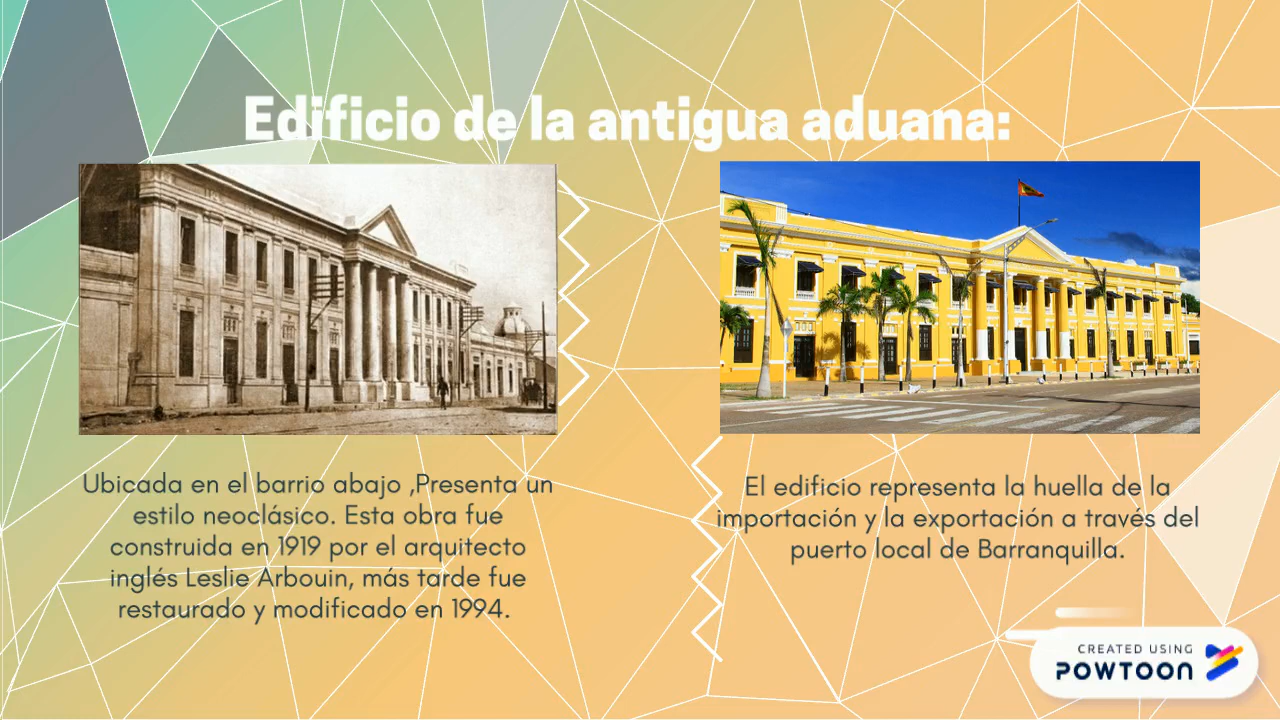 Edificio de la antigua aduana:
Ubicada en el barrio abajo ,Presenta un
estilo neoclásico. Esta obra fue
construida en 1919 por el arquitecto
inglés Leslie Arbouin, más tarde fue
restaurado y modificado en 1994.
El edificio representa la huella de la
importación y la exportación a través del
puerto local de Barranquilla.
CREATED USING
POWTOON